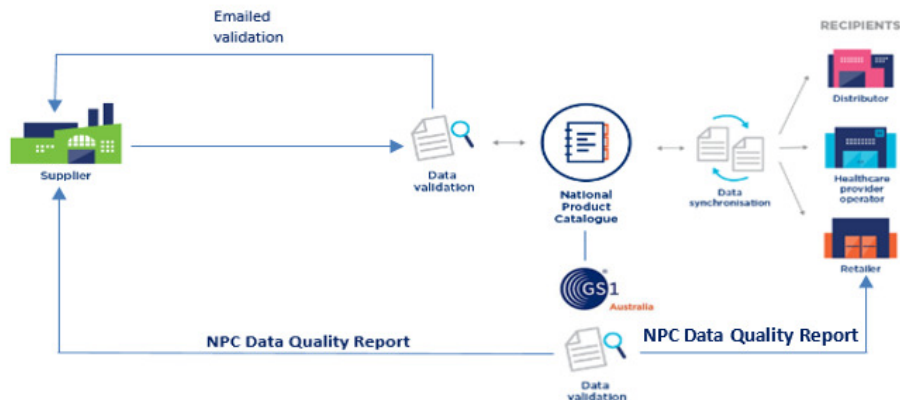 Emailed
validation
RECIPIENTS
Distributor
Supplier
Data
validation
National
Product
Catalogue
Data
synchronisation
Healthcare
provider
operator
Retailer
GS1
Australia
NPC Data Quality Report
NPC Data Quality Report
Data
validation